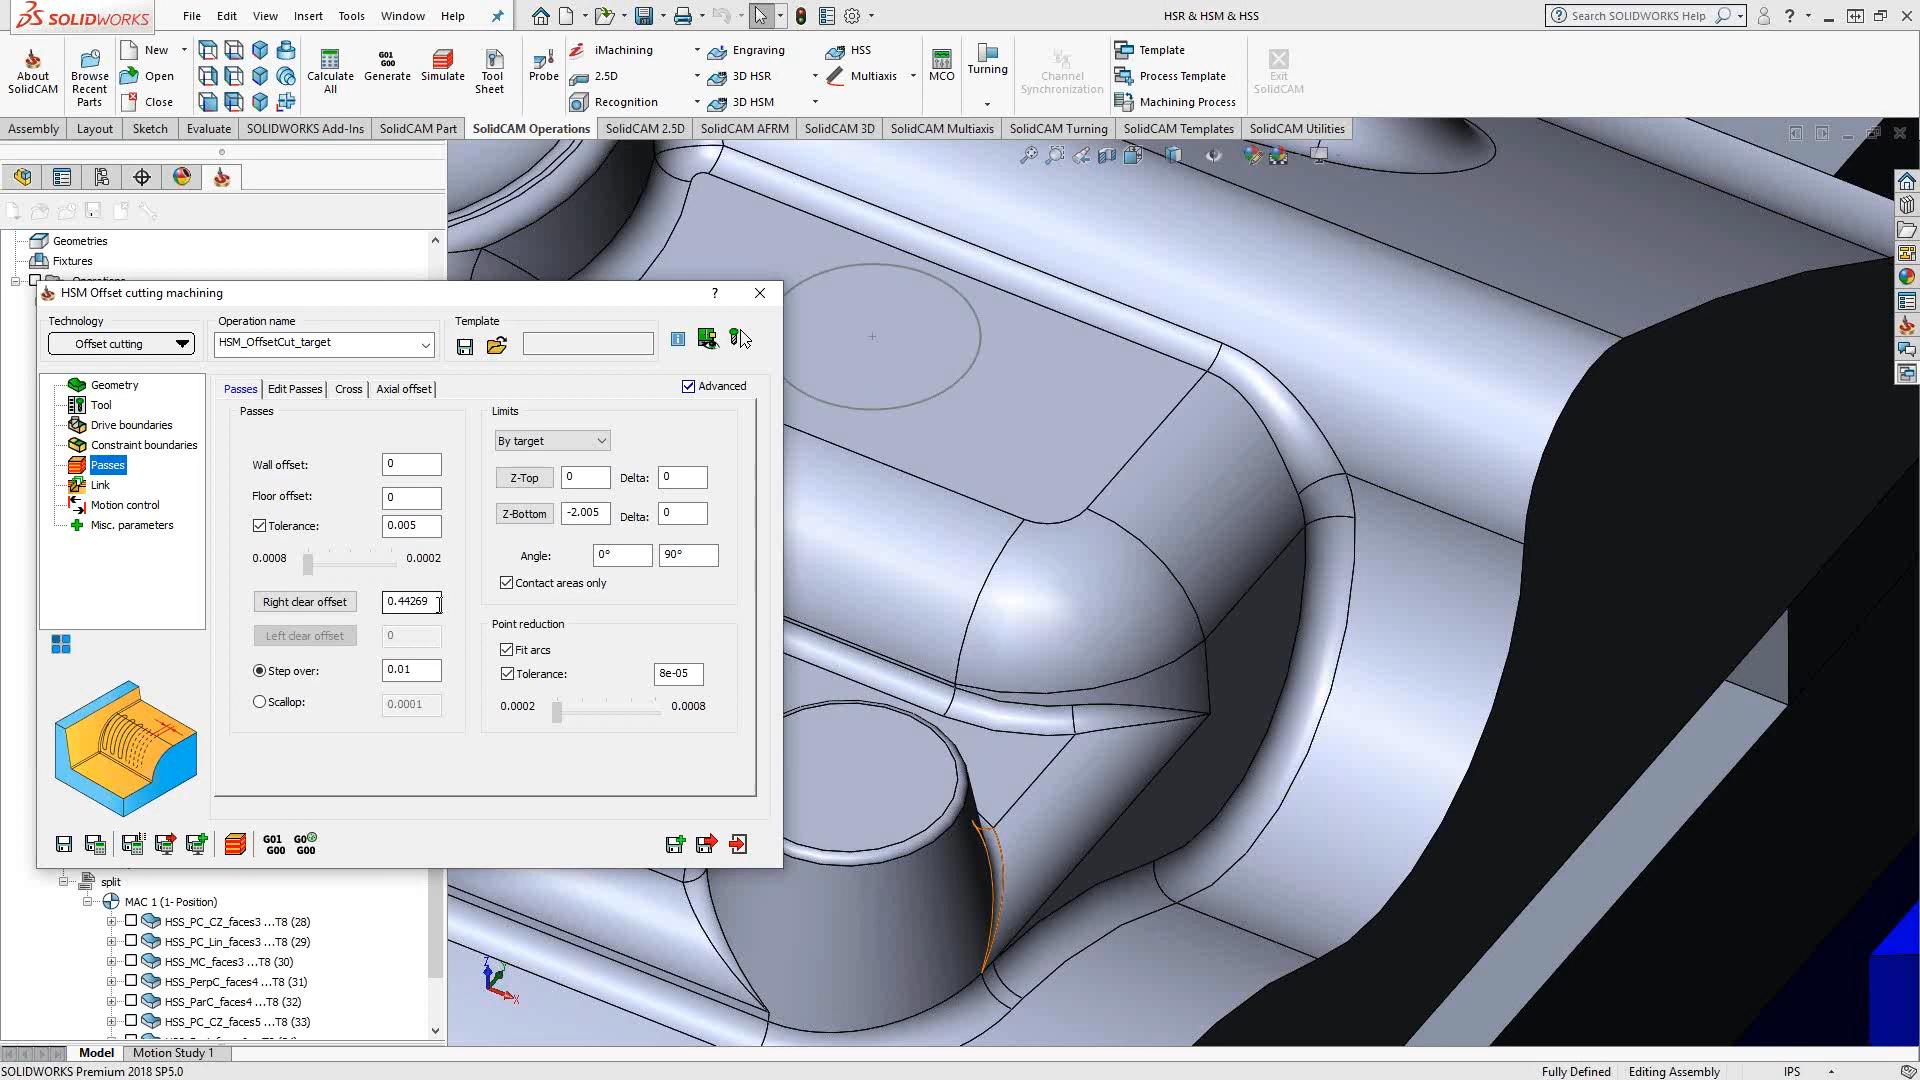 SOLIDWORKS
File Edit View Insert Tools Window Help
HSR & HSM & HSS
Search SOLIDWORKS Help
About SolidCAM
Browse Recent Parts
New
Open
Close
Calculate All
G01 G00
Generate
Simulate
Tool Sheet
Probe
iMachining
2.5D
Recognition
Engraving
3D HSR
3D HSM
HSS
Multiaxis
MCO
Turning
Channel Synchronization
Template
Process Template
Machining Process
Exit SolidCAM
Assembly Layout Sketch Evaluate SOLIDWORKS Add-Ins SolidCAM Part SolidCAM Operations SolidCAM 2.5D SolidCAM AFRM SolidCAM 3D SolidCAM Multiaxis SolidCAM Turning SolidCAM Templates SolidCAM Utilities
Geometries
Fixtures
HSM Offset cutting machining
?
Technology
Offset cutting
Operation name
HSM_OffsetCut_target
Template
Geometry
Tool
Drive boundaries
Constraint boundaries
Passes
Link
Motion control
Misc. parameters
Passes Edit Passes Cross Axial offset
Advanced
Passes
Wall offset: 0
Floor offset: 0
Tolerance: 0.005
0.0008 0.0002
Right clear offset 0.44269
Left clear offset 0
Step over: 0.01
Scallop: 0.0001
Limits
By target
Z-Top 0 Delta: 0
Z-Bottom -2.005 Delta: 0
Angle: 0° 90°
Contact areas only
Point reduction
Fit arcs
Tolerance: 8e-05
0.0002 0.0008
G01 G00
G0 G00
split
MAC 1 (1- Position)
HSS_PC_CZ_faces3 ...T8 (28)
HSS_PC_Lin_faces3 ...T8 (29)
HSS_MC_faces3 ...T8 (30)
HSS_PerpC_faces4 ...T8 (31)
HSS_ParC_faces4 ...T8 (32)
HSS_PC_CZ_faces5 ...T8 (33)
Z
X
Model Motion Study 1
SOLIDWORKS Premium 2018 SP5.0
Fully Defined Editing Assembly IPS